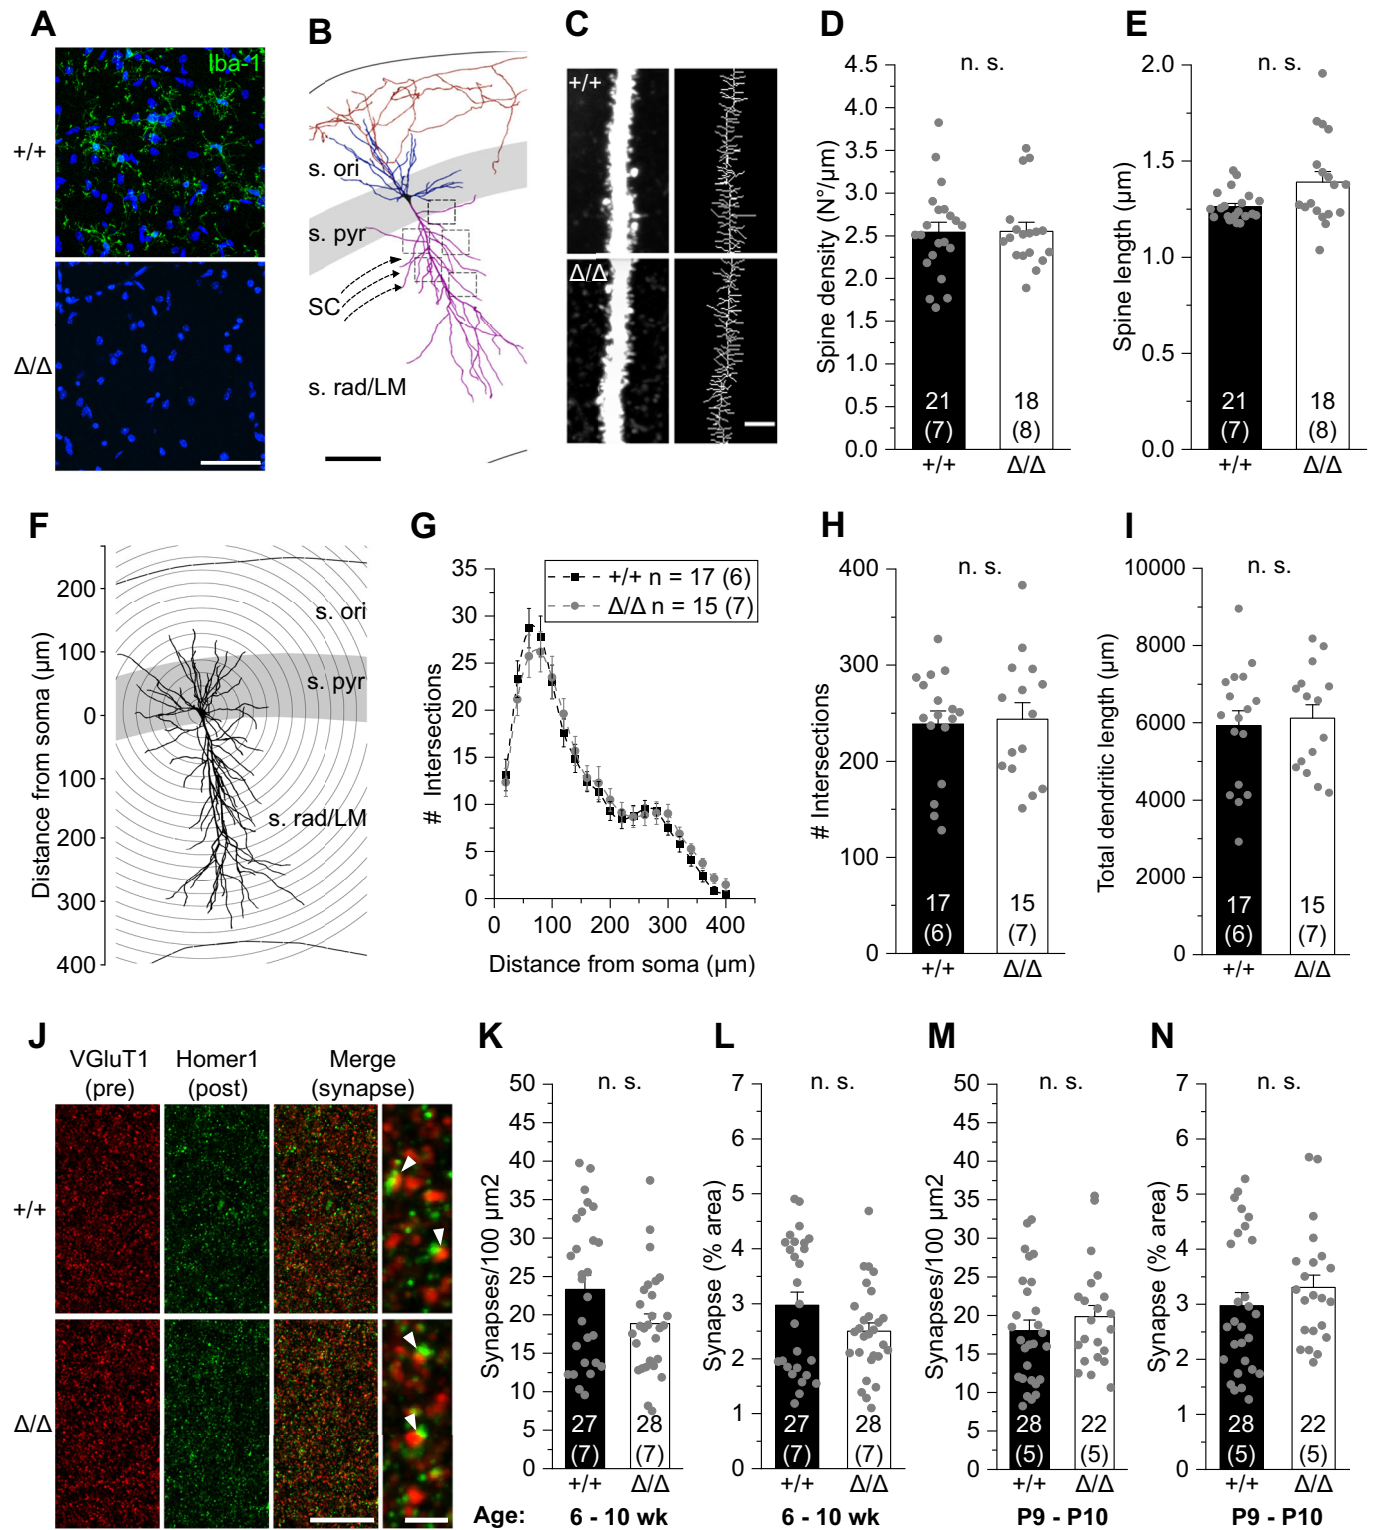 A
Iba-1
+/+
Δ/Δ
B
s. ori
s. pyr
SC
s. rad/LM
C
+/+
Δ/Δ
D
n. s.
Spine density (N°/µm)
4.5
4.0
3.5
3.0
2.5
2.0
1.5
1.0
0.5
0.0
21
(7)
18
(8)
+/+
Δ/Δ
E
n. s.
Spine length (µm)
2.0
1.5
1.0
0.5
0.0
21
(7)
18
(8)
+/+
Δ/Δ
F
Distance from soma (µm)
200
100
0
100
200
300
400
s. ori
s. pyr
s. rad/LM
G
# Intersections
35
30
25
20
15
10
5
0
+/+ n = 17 (6)
Δ/Δ n = 15 (7)
0 100 200 300 400
Distance from soma (µm)
H
n. s.
# Intersections
400
300
200
100
0
17
(6)
15
(7)
+/+
Δ/Δ
I
n. s.
Total dendritic length (µm)
10000
8000
6000
4000
2000
0
17
(6)
15
(7)
+/+
Δ/Δ
J
VGluT1
(pre)
Homer1
(post)
Merge
(synapse)
+/+
Δ/Δ
K
n. s.
Synapses/100 µm2
50
45
40
35
30
25
20
15
10
5
0
27
(7)
28
(7)
+/+
Δ/Δ
Age:
6 - 10 wk
L
n. s.
Synapse (% area)
7
6
5
4
3
2
1
0
27
(7)
28
(7)
+/+
Δ/Δ
6 - 10 wk
M
n. s.
Synapses/100 µm2
50
45
40
35
30
25
20
15
10
5
0
28
(5)
22
(5)
+/+
Δ/Δ
P9 - P10
N
n. s.
Synapse (% area)
7
6
5
4
3
2
1
0
28
(5)
22
(5)
+/+
Δ/Δ
P9 - P10